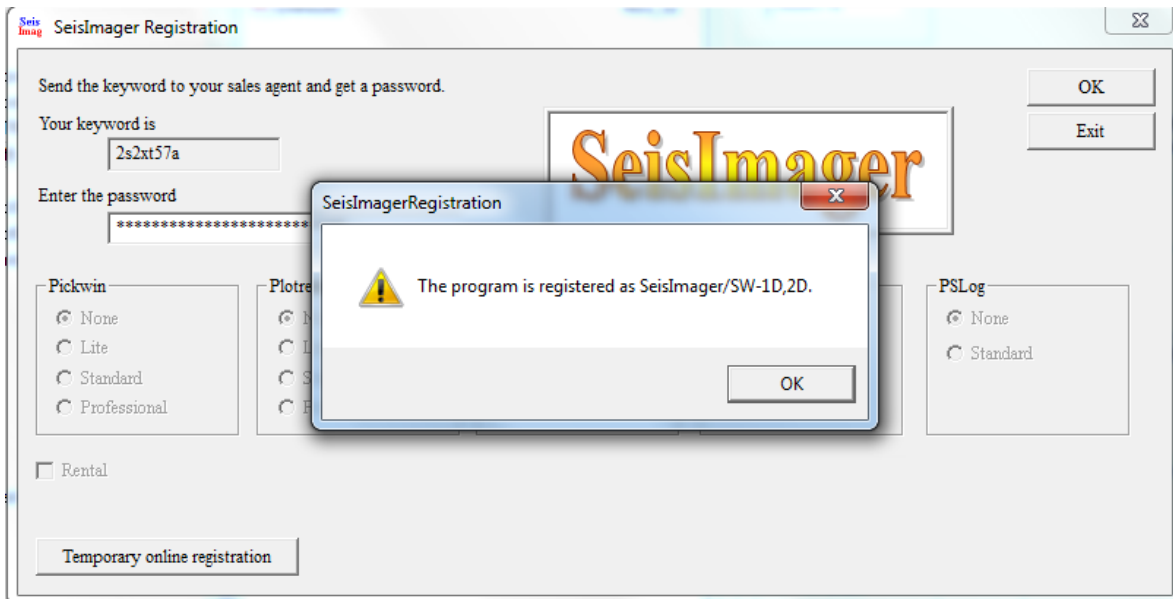 Seis
Imag
SeisImager Registration
Send the keyword to your sales agent and get a password.
OK
Your keyword is
Exit
2s2xt57a
SeisImager
Enter the password
SeisImagerRegistration
*************************
The program is registered as SeisImager/SW-1D,2D.
Pickwin
Plotre
PSLog
None
None
Lite
Standard
Standard
OK
Professional
Rental
Temporary online registration